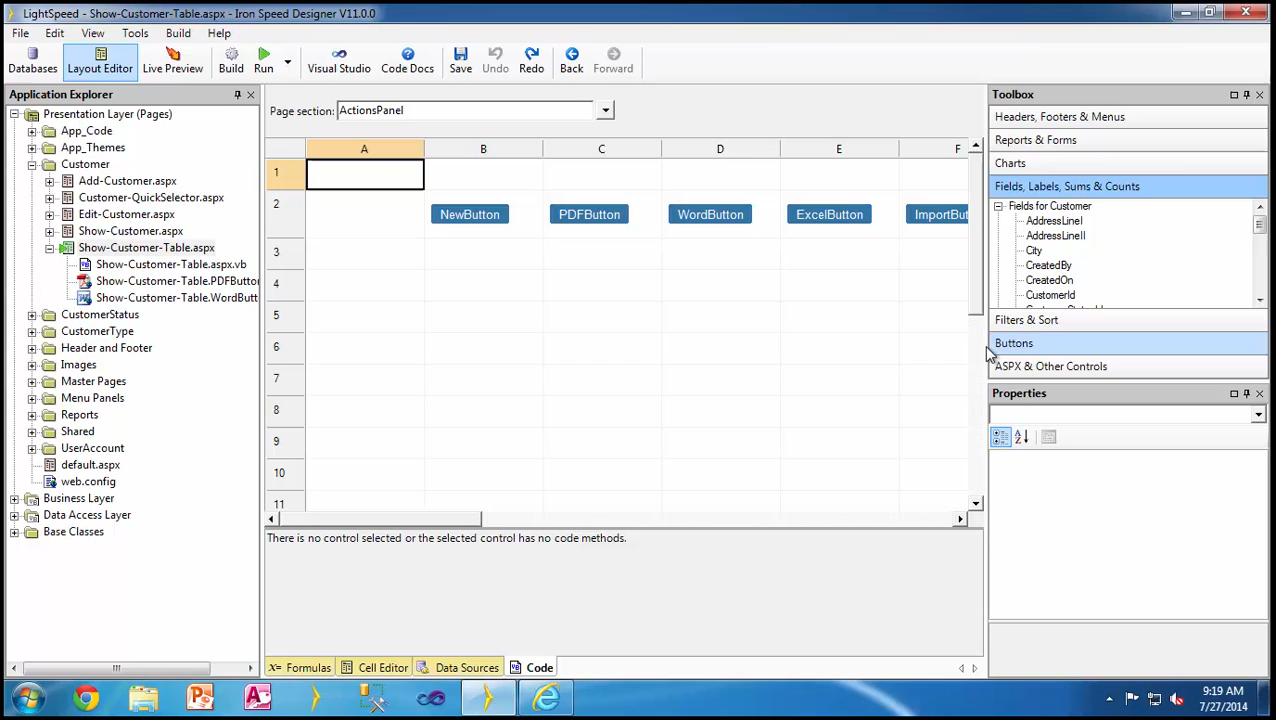 LightSpeed - Show-Customer-Table.aspx - Iron Speed Designer V11.0.0
File Edit View Tools Build Help
Databases Layout Editor Live Preview Build Run Visual Studio Code Docs Save Undo Redo Back Forward
Application Explorer
Presentation Layer (Pages)
App_Code
App_Themes
Customer
Add-Customer.aspx
Customer-QuickSelector.aspx
Edit-Customer.aspx
Show-Customer.aspx
Show-Customer-Table.aspx
Show-Customer-Table.aspx.vb
Show-Customer-Table.PDFButto
Show-Customer-Table.WordButt
CustomerStatus
CustomerType
Header and Footer
Images
Master Pages
Menu Panels
Reports
Shared
UserAccount
default.aspx
web.config
Business Layer
Data Access Layer
Base Classes
Page section: ActionsPanel
A B C D E F
1
2 NewButton PDFButton WordButton ExcelButton ImportBut
3
4
5
6
7
8
9
10
11
There is no control selected or the selected control has no code methods.
Formulas Cell Editor Data Sources Code
Toolbox
Headers, Footers & Menus
Reports & Forms
Charts
Fields, Labels, Sums & Counts
Fields for Customer
AddressLineI
AddressLineII
City
CreatedBy
CreatedOn
CustomerId
Filters & Sort
Buttons
ASPX & Other Controls
Properties
9:19 AM
7/27/2014